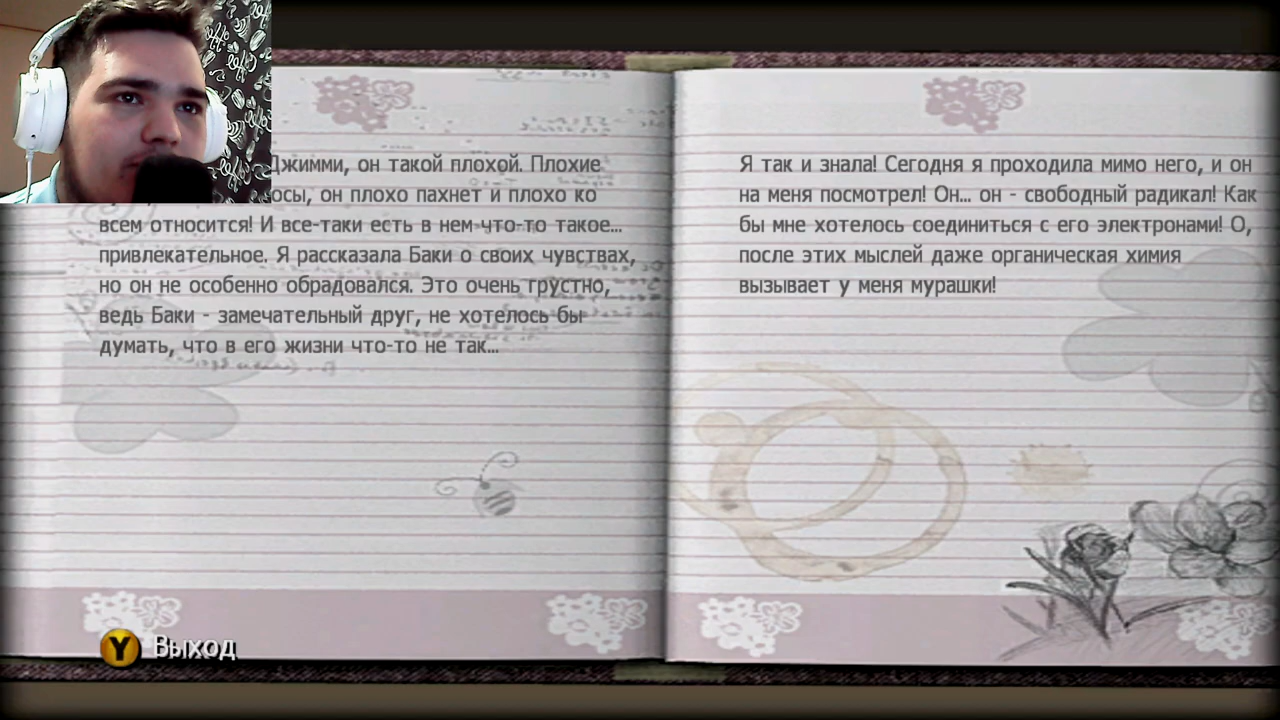 Джимми, он такой плохой. Плохие
он плохо пахнет и плохо ко
всем относится! И все-таки есть в нем что-то такое...
привлекательное. Я рассказала Баки о своих чувствах,
но он не особенно обрадовался. Это очень грустно,
ведь Баки - замечательный друг, не хотелось бы
думать, что в его жизни что-то не так...
Я так и знала! Сегодня я проходила мимо него, и он
на меня посмотрел! Он... он - свободный радикал! Как
бы мне хотелось соединиться с его электронами! О,
после этих мыслей даже органическая химия
вызывает у меня мурашки!
Y Выход